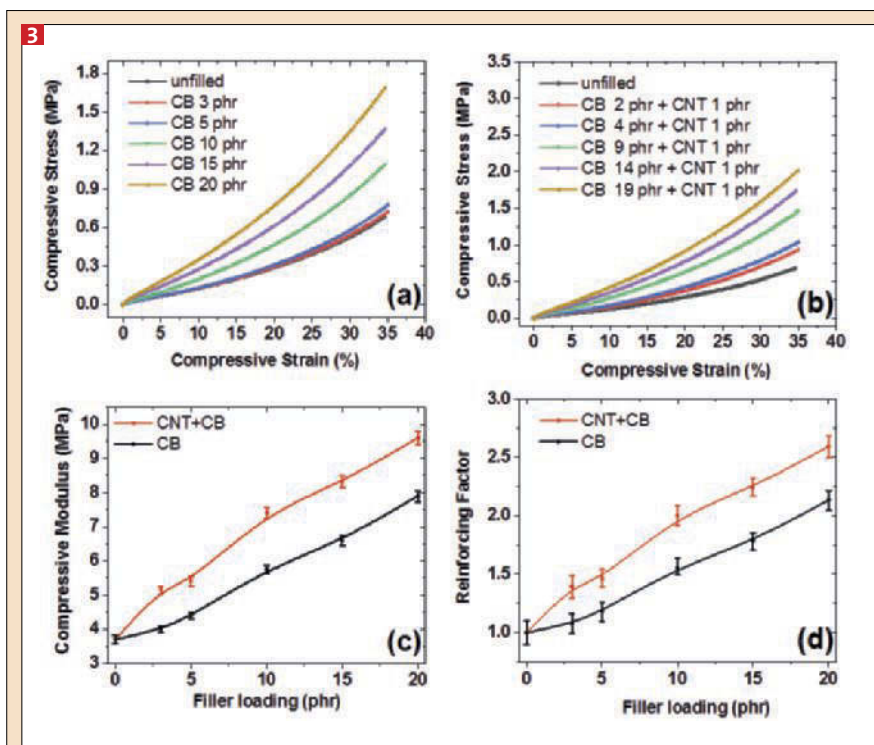 3
1.8
1.5
1.2
0.9
0.6
0.3
0.0
Compressive Stress (MPa)
unfilled
CB 3 phr
CB 5 phr
CB 10 phr
CB 15 phr
CB 20 phr
(a)
0 5 10 15 20 25 30 35 40
Compressive Strain (%)
3.5
3.0
2.5
2.0
1.5
1.0
0.5
0.0
Compressive Stress (MPa)
unfilled
CB 2 phr + CNT 1 phr
CB 4 phr + CNT 1 phr
CB 9 phr + CNT 1 phr
CB 14 phr + CNT 1 phr
CB 19 phr + CNT 1 phr
(b)
0 5 10 15 20 25 30 35 40
Compressive Strain (%)
10
9
8
7
6
5
4
3
Compressive Modulus (MPa)
CNT+CB
CB
(c)
0 5 10 15 20
Filler loading (phr)
3.0
2.5
2.0
1.5
1.0
Reinforcing Factor
CNT+CB
CB
(d)
0 5 10 15 20
Filler loading (phr)